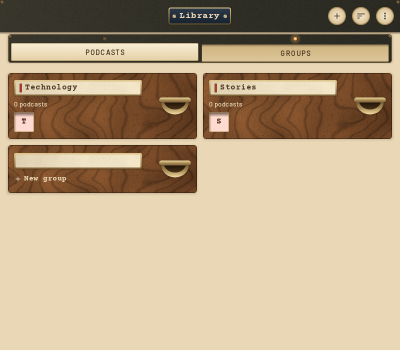 Library
PODCASTS
GROUPS
Technology
0 podcasts
T
Stories
0 podcasts
S
+ New group